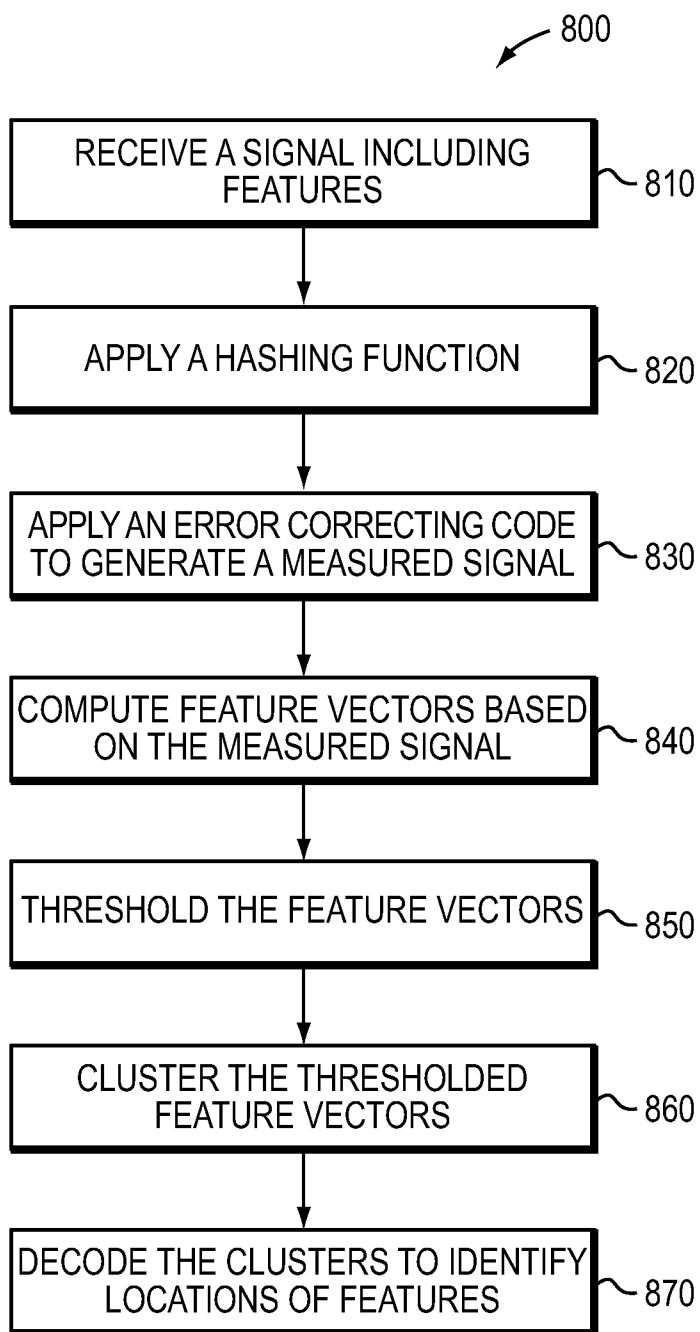 800
RECEIVE A SIGNAL INCLUDING
FEATURES
810
APPLY A HASHING FUNCTION
820
APPLY AN ERROR CORRECTING CODE
TO GENERATE A MEASURED SIGNAL
830
COMPUTE FEATURE VECTORS BASED
ON THE MEASURED SIGNAL
840
THRESHOLD THE FEATURE VECTORS
850
CLUSTER THE THRESHOLDED
FEATURE VECTORS
860
DECODE THE CLUSTERS TO IDENTIFY
LOCATIONS OF FEATURES
870